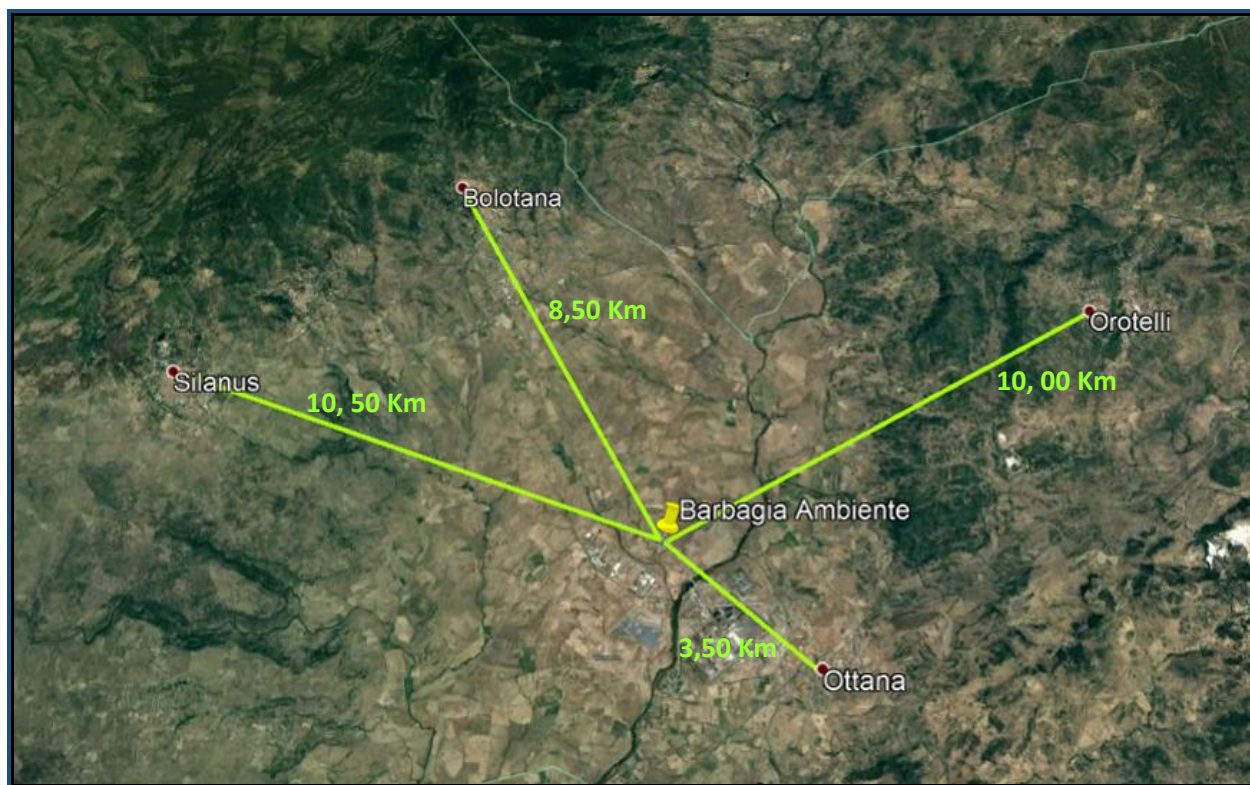 Bolotana
8,50 Km
Orotelli
Silanus
10, 00 Km
10, 50 Km
Barbagia Ambiente
3,50 Km
Ottana